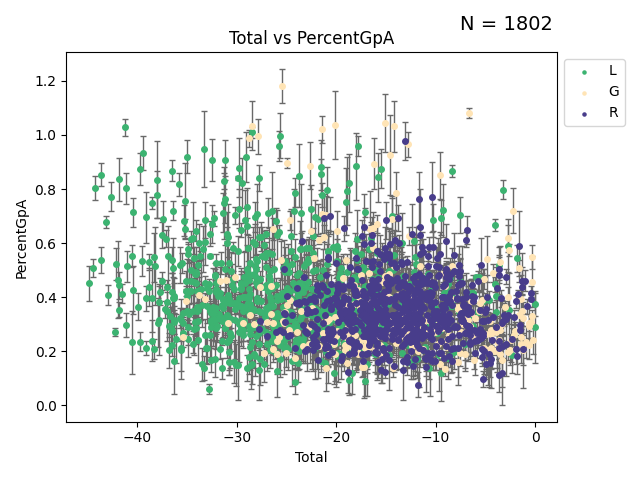 N = 1802
Total vs PercentGpA
L
G
R
PercentGpA
1.2
1.0
0.8
0.6
0.4
0.2
0.0
−40
−30
−20
−10
0
Total